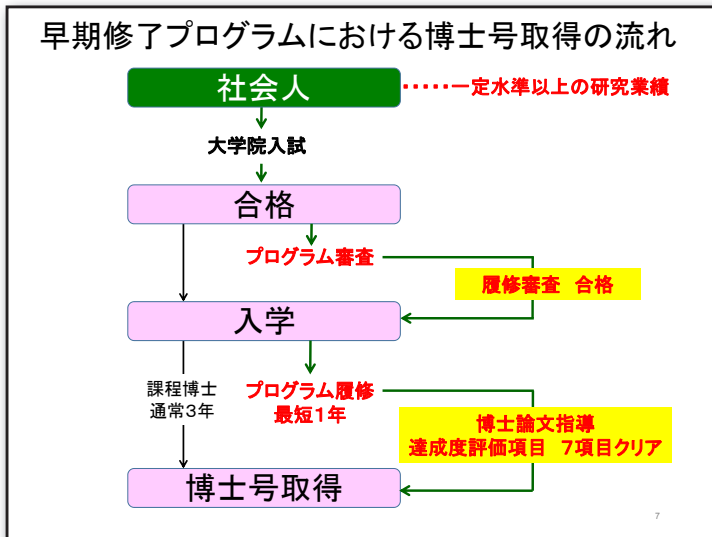 早期修了プログラムにおける博士号取得の流れ
社会人
‥‥‥一定水準以上の研究業績
大学院入試
合格
プログラム審査
履修審査 合格
入学
課程博士
通常3年
プログラム履修
最短1年
博士論文指導
達成度評価項目 7項目クリア
博士号取得
7